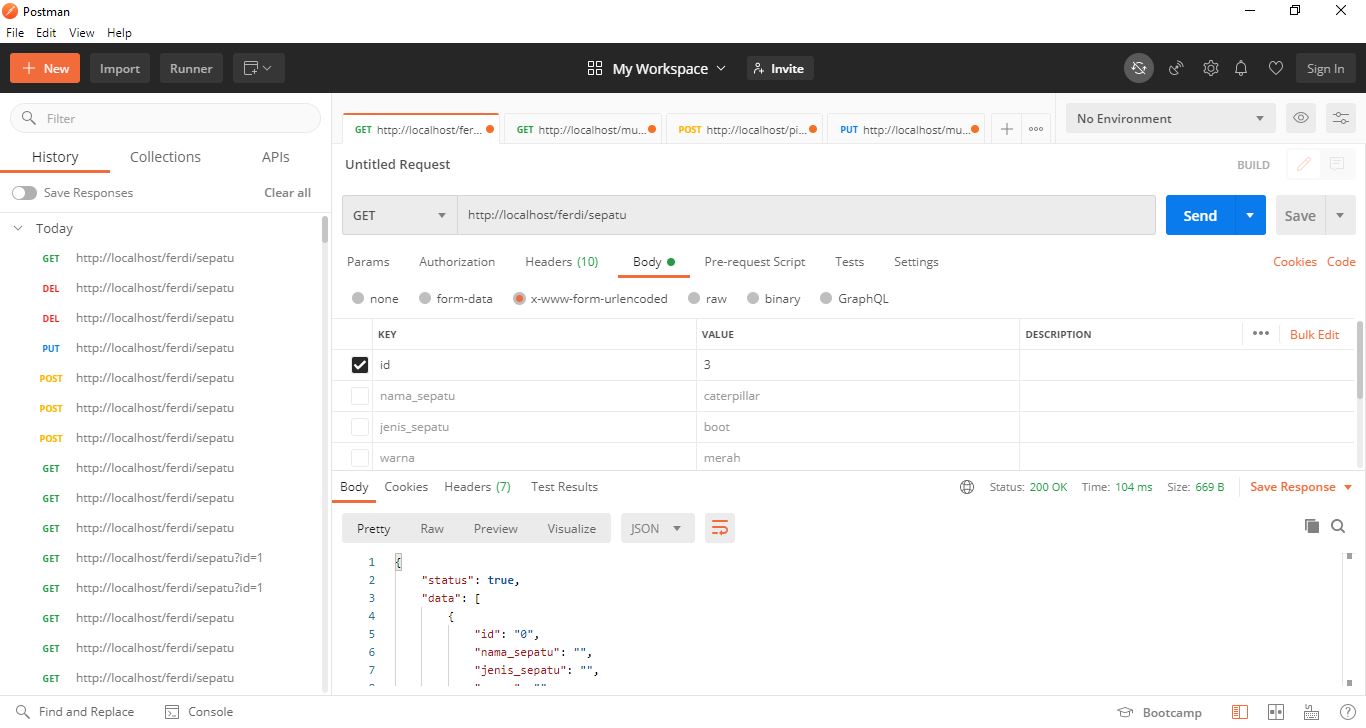 Postman
File Edit View Help
New Import Runner My Workspace Invite Sign In
Filter
History Collections APIs
Save Responses Clear all
Today
GET http://localhost/ferdi/sepatu
DEL http://localhost/ferdi/sepatu
DEL http://localhost/ferdi/sepatu
PUT http://localhost/ferdi/sepatu
POST http://localhost/ferdi/sepatu
POST http://localhost/ferdi/sepatu
POST http://localhost/ferdi/sepatu
GET http://localhost/ferdi/sepatu
GET http://localhost/ferdi/sepatu
GET http://localhost/ferdi/sepatu
GET http://localhost/ferdi/sepatu?id=1
GET http://localhost/ferdi/sepatu?id=1
GET http://localhost/ferdi/sepatu
GET http://localhost/ferdi/sepatu
GET http://localhost/ferdi/sepatu
GET http://localhost/fer... GET http://localhost/mu... POST http://localhost/pi... PUT http://localhost/mu... No Environment
Untitled Request BUILD
GET http://localhost/ferdi/sepatu Send Save
Params Authorization Headers (10) Body Pre-request Script Tests Settings Cookies Code
none form-data x-www-form-urlencoded raw binary GraphQL
KEY VALUE DESCRIPTION Bulk Edit
id 3
nama_sepatu caterpillar
jenis_sepatu boot
warna merah
Body Cookies Headers (7) Test Results Status: 200 OK Time: 104 ms Size: 669 B Save Response
Pretty Raw Preview Visualize JSON
1 {
2 "status": true,
3 "data": [
4 {
5 "id": "0",
6 "nama_sepatu": "",
7 "jenis_sepatu": "",
Find and Replace Console Bootcamp